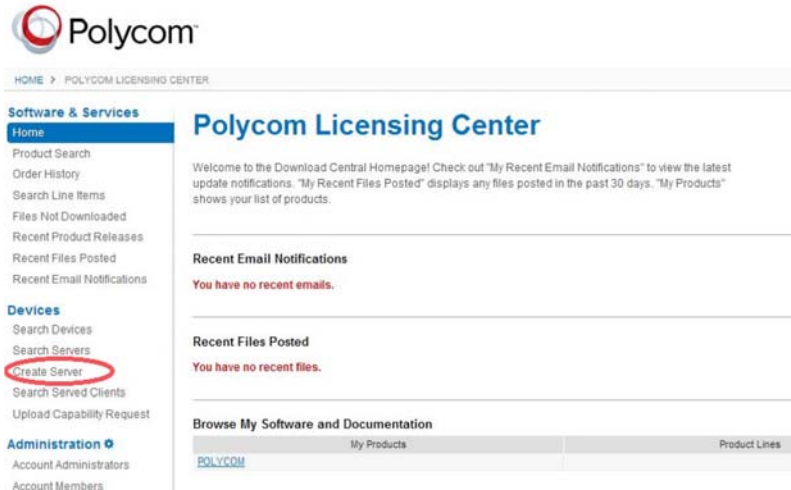 Polycom™
HOME > POLYCOM LICENSING CENTER
Software & Services
Home
Product Search
Order History
Search Line Items
Files Not Downloaded
Recent Product Releases
Recent Files Posted
Recent Email Notifications
Devices
Search Devices
Search Servers
Create Server
Search Served Clients
Upload Capability Request
Administration
Account Administrators
Account Members
Polycom Licensing Center
Welcome to the Download Central Homepage! Check out "My Recent Email Notifications" to view the latest
update notifications. "My Recent Files Posted" displays any files posted in the past 30 days. "My Products"
shows your list of products.
Recent Email Notifications
You have no recent emails.
Recent Files Posted
You have no recent files.
Browse My Software and Documentation
My Products Product Lines
POLYCOM